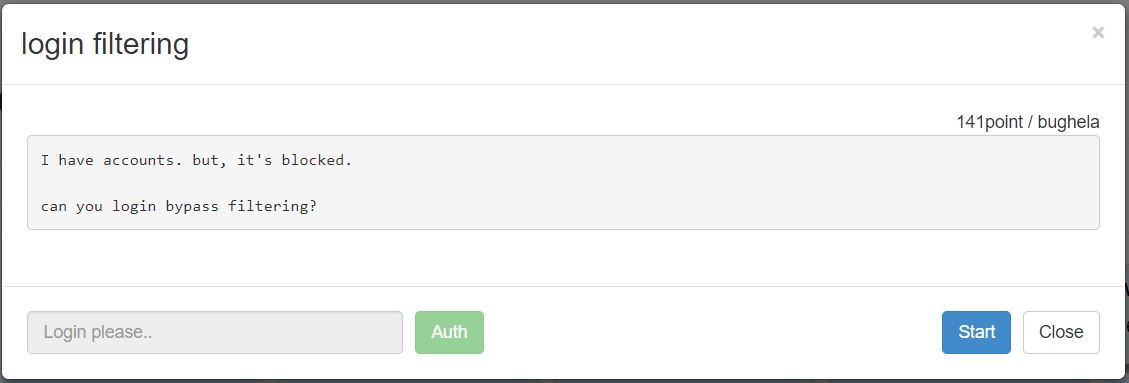 login filtering
×
141point / bughela
I have accounts. but, it's blocked.
can you login bypass filtering?
Login please..
Auth
Start
Close